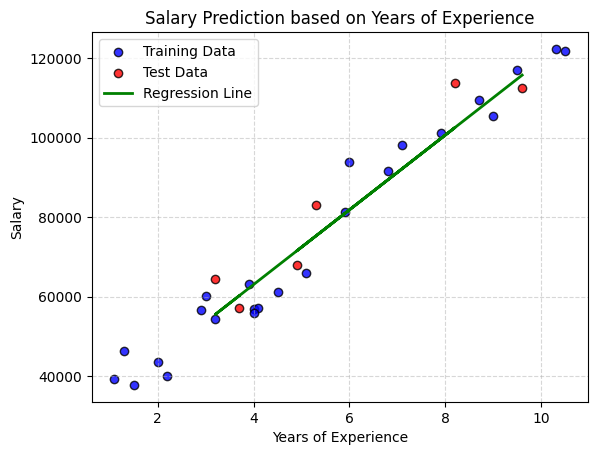 Salary Prediction based on Years of Experience
Training Data
Test Data
Regression Line
120000
100000
80000
60000
40000
Salary
2 4 6 8 10
Years of Experience